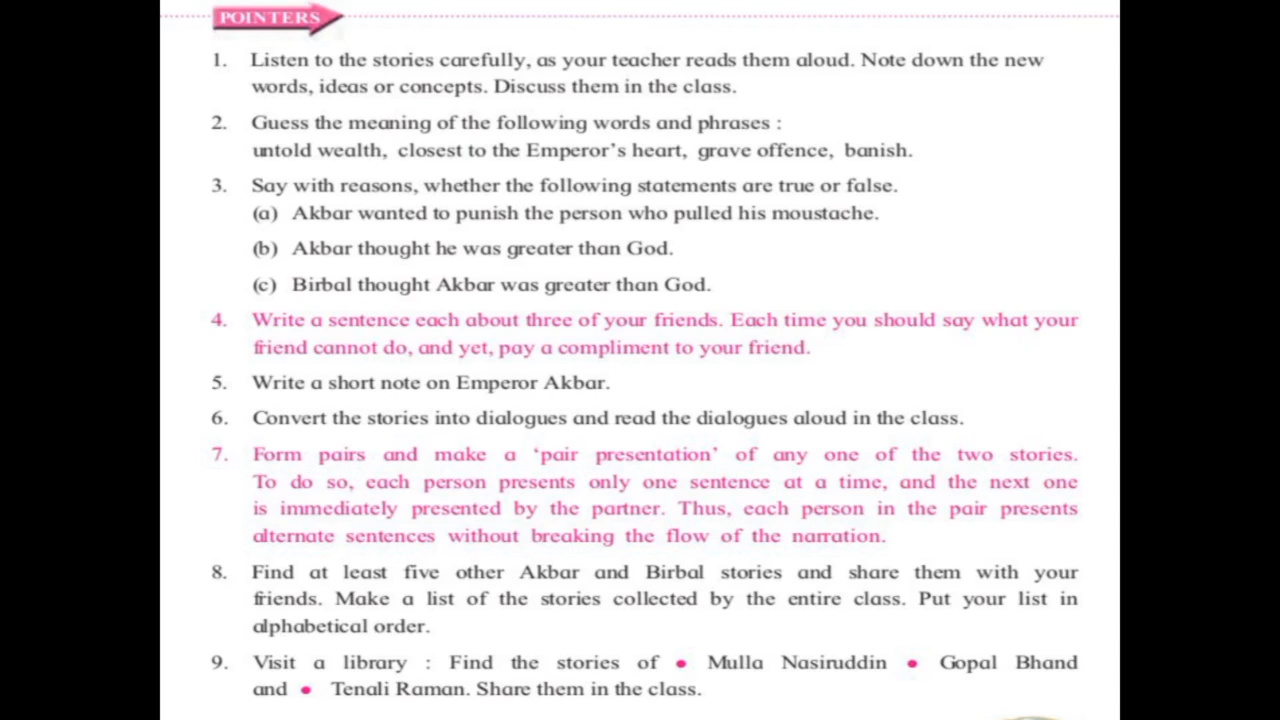 POINTERS
1. Listen to the stories carefully, as your teacher reads them aloud. Note down the new
words, ideas or concepts. Discuss them in the class.
2. Guess the meaning of the following words and phrases :
untold wealth, closest to the Emperor's heart, grave offence, banish.
3. Say with reasons, whether the following statements are true or false.
(a) Akbar wanted to punish the person who pulled his moustache.
(b) Akbar thought he was greater than God.
(c) Birbal thought Akbar was greater than God.
4. Write a sentence each about three of your friends. Each time you should say what your
friend cannot do, and yet, pay a compliment to your friend.
5. Write a short note on Emperor Akbar.
6. Convert the stories into dialogues and read the dialogues aloud in the class.
7. Form pairs and make a ‘pair presentation’ of any one of the two stories.
To do so, each person presents only one sentence at a time, and the next one
is immediately presented by the partner. Thus, each person in the pair presents
alternate sentences without breaking the flow of the narration.
8. Find at least five other Akbar and Birbal stories and share them with your
friends. Make a list of the stories collected by the entire class. Put your list in
alphabetical order.
9. Visit a library : Find the stories of • Mulla Nasiruddin • Gopal Bhand
and • Tenali Raman. Share them in the class.